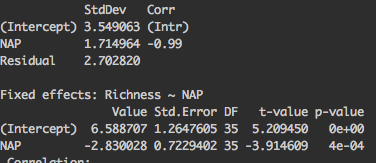 StdDev Corr
(Intercept) 3.549063 (Intr)
NAP 1.714964 -0.99
Residual 2.702820
Fixed effects: Richness ~ NAP
Value Std.Error DF t-value p-value
(Intercept) 6.588707 1.2647605 35 5.209450 0e+00
NAP -2.830028 0.7229402 35 -3.914609 4e-04
Correlation: